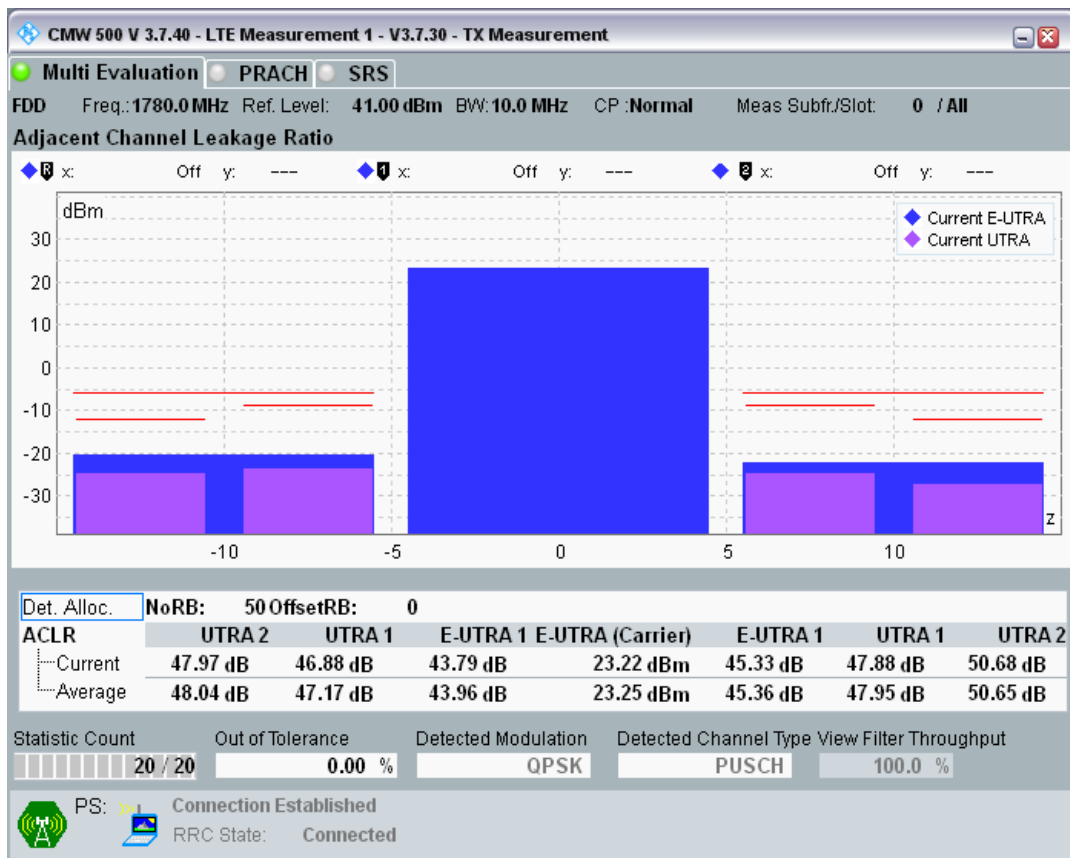 CMW 500 V 3.7.40 - LTE Measurement 1 - V3.7.30 - TX Measurement
Multi Evaluation PRACH SRS
FDD Freq.: 1780.0 MHz Ref. Level: 41.00 dBm BW: 10.0 MHz CP :Normal Meas Subfr./Slot: 0 / All
Adjacent Channel Leakage Ratio
R x: Off y: --- 1 x: Off y: --- 2 x: Off y: ---
dBm
Current E-UTRA
Current UTRA
30
20
10
0
-10
-20
-30
z
-10 -5 0 5 10
Det. Alloc. NoRB: 50 OffsetRB: 0
ACLR UTRA 2 UTRA 1 E-UTRA 1 E-UTRA (Carrier) E-UTRA 1 UTRA 1 UTRA 2
Current 47.97 dB 46.88 dB 43.79 dB 23.22 dBm 45.33 dB 47.88 dB 50.68 dB
Average 48.04 dB 47.17 dB 43.96 dB 23.25 dBm 45.36 dB 47.95 dB 50.65 dB
Statistic Count Out of Tolerance Detected Modulation Detected Channel Type View Filter Throughput
20 / 20 0.00 % QPSK PUSCH 100.0 %
PS: Connection Established
RRC State: Connected